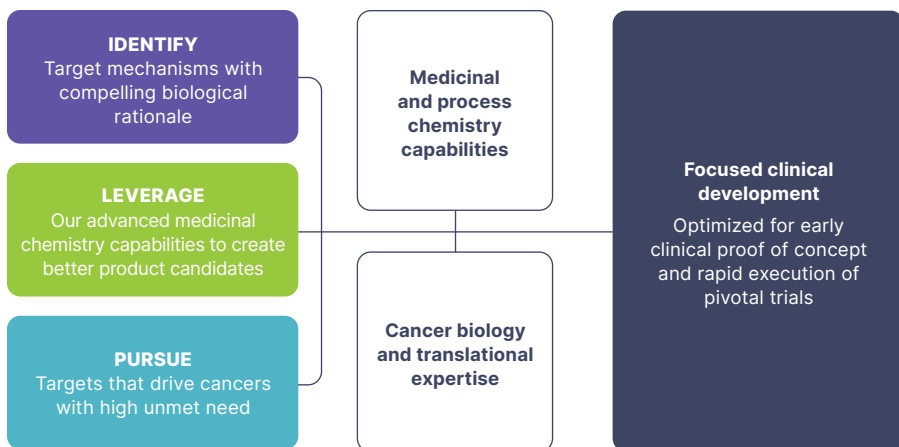 IDENTIFY
Target mechanisms with
compelling biological
rationale
LEVERAGE
Our advanced medicinal
chemistry capabilities to create
better product candidates
PURSUE
Targets that drive cancers
with high unmet need
Medicinal
and process
chemistry
capabilities
Cancer biology
and translational
expertise
Focused clinical
development
Optimized for early
clinical proof of concept
and rapid execution of
pivotal trials